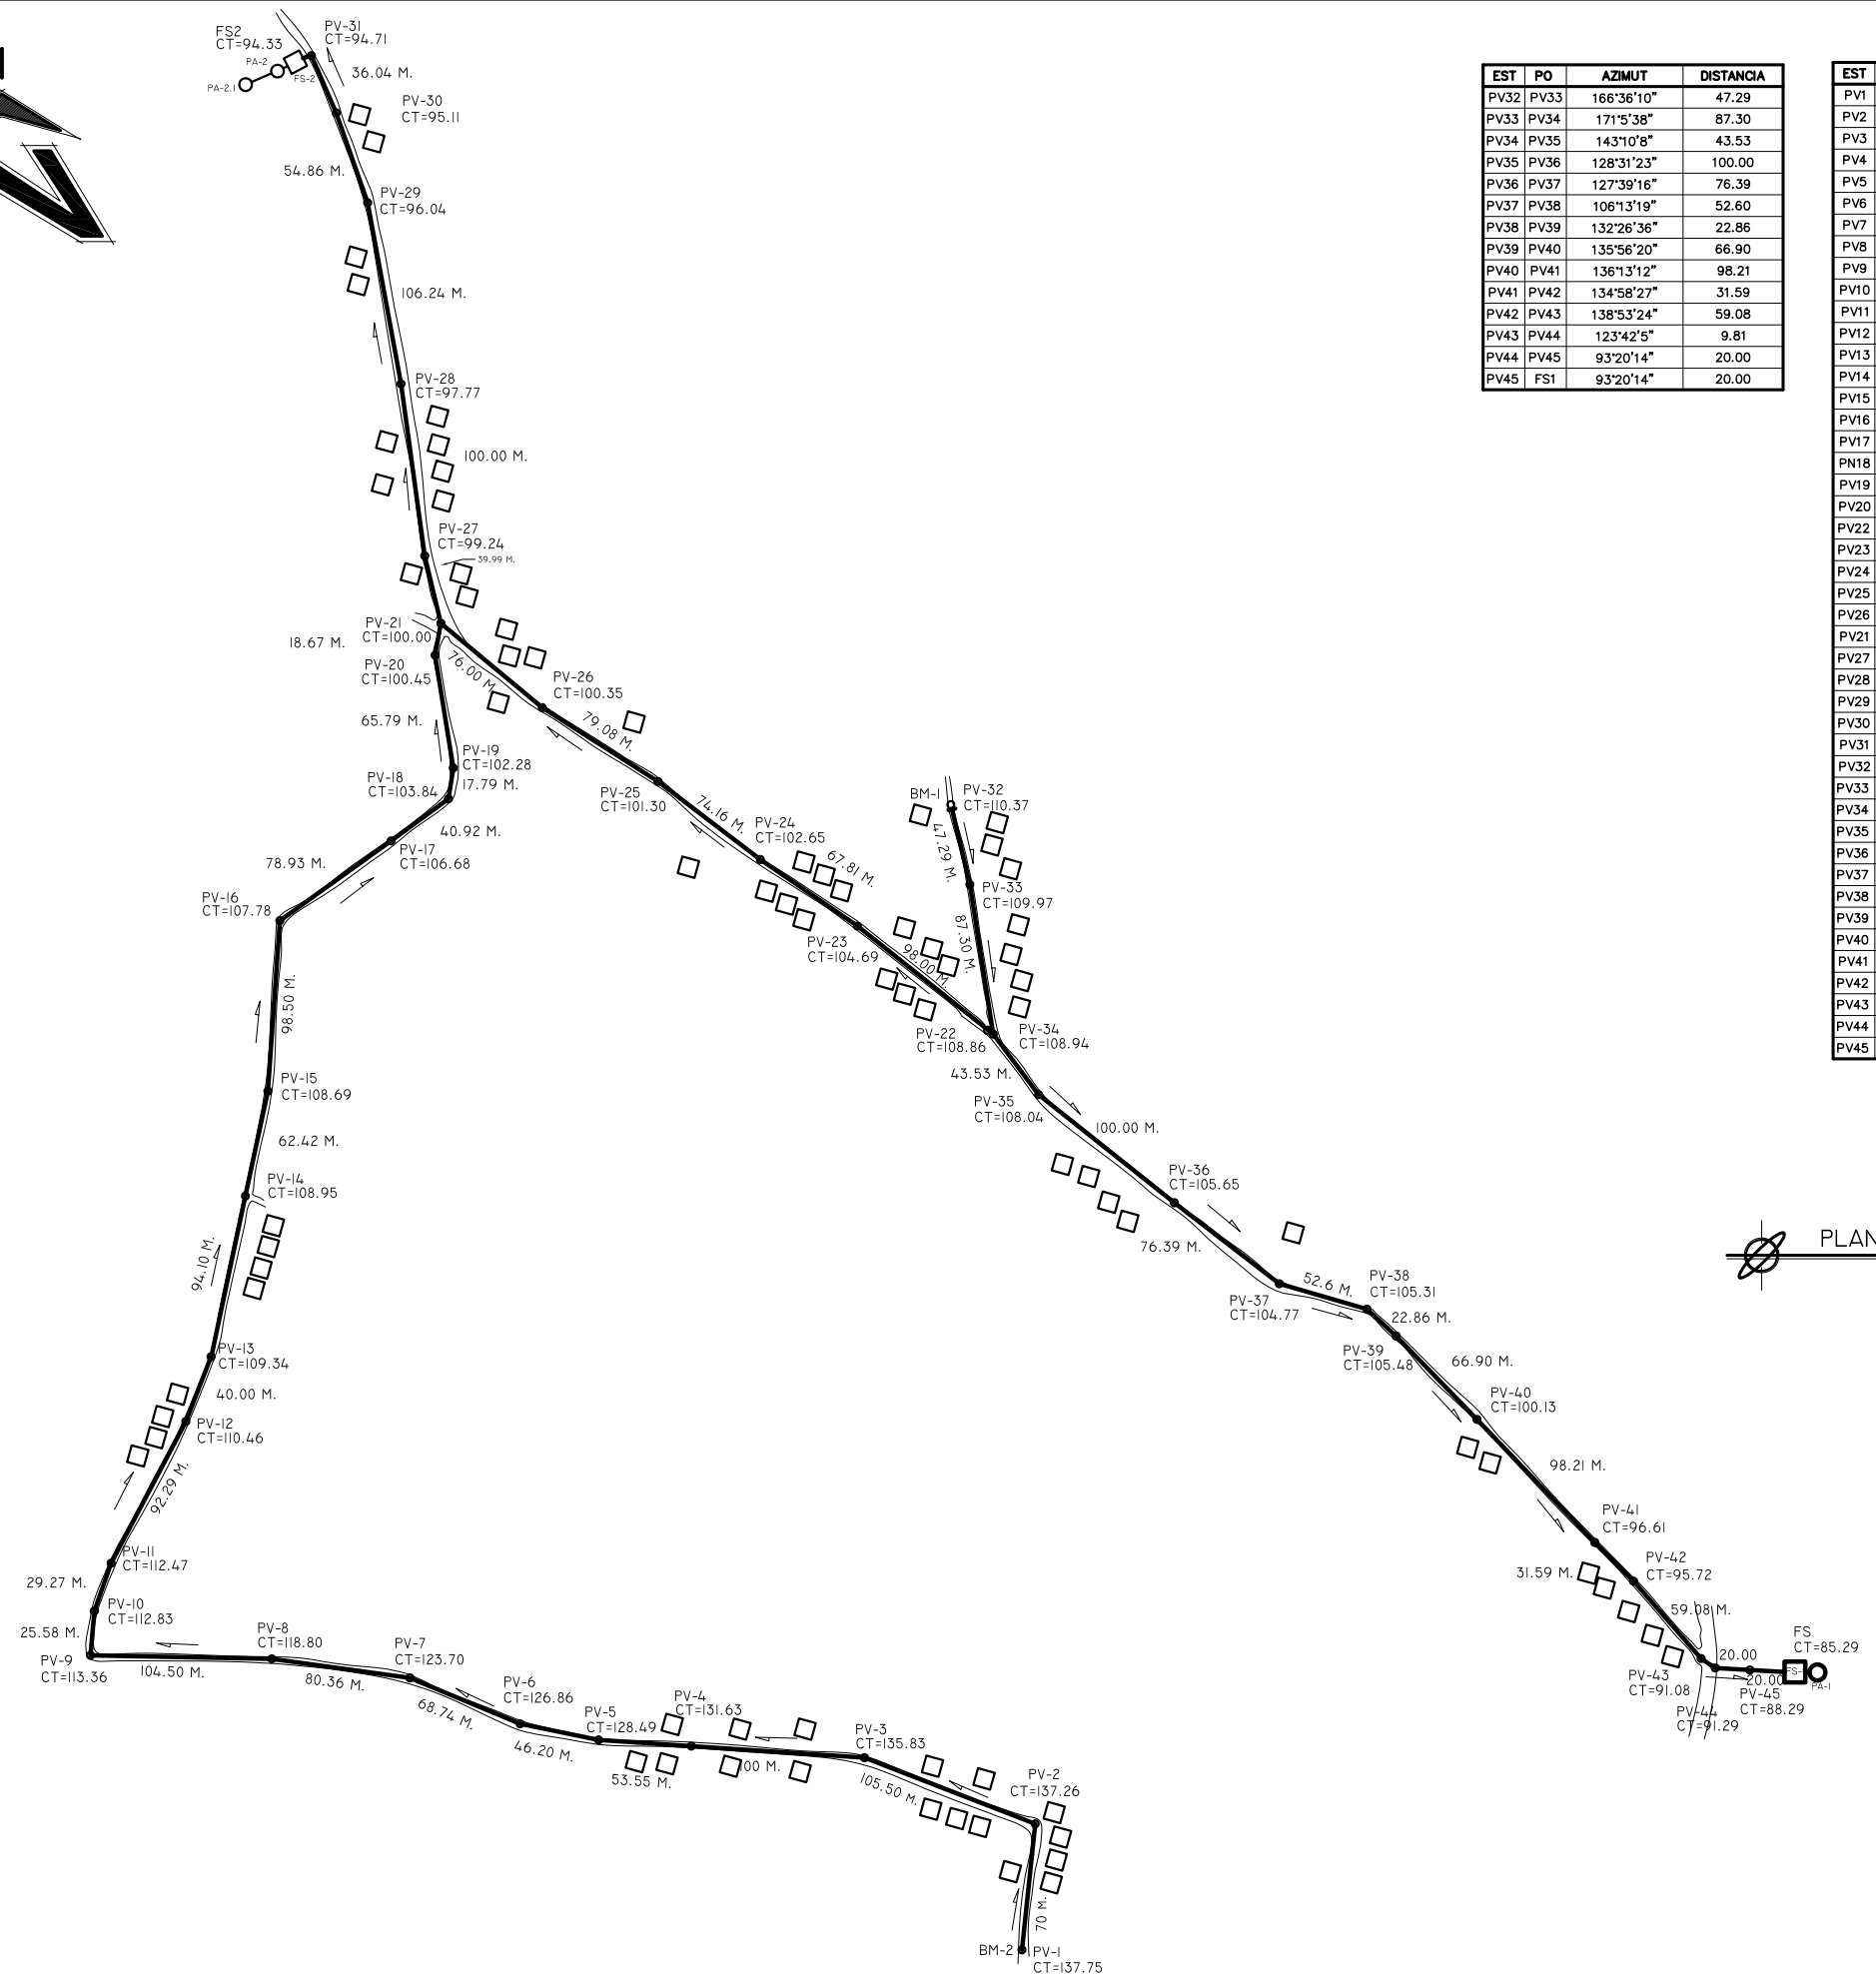 FS2
CT=94.33
PV-31
CT=94.71
PA-2
FS-2
PA-2.1
36.04 M.
PV-30
CT=95.11
54.86 M.
PV-29
CT=96.04
106.24 M.
PV-28
CT=97.77
100.00 M.
PV-27
CT=99.24
39.99 M.
PV-21
CT=100.00
18.67 M.
PV-20
CT=100.45
76.00 M.
PV-26
CT=100.35
65.79 M.
79.08 M.
PV-19
CT=102.28
PV-18
CT=103.84
17.79 M.
PV-25
CT=101.30
74.16 M.
40.92 M.
PV-17
CT=106.68
78.93 M.
PV-24
CT=102.65
67.81 M.
PV-16
CT=107.78
PV-23
CT=104.69
98.00 M.
BM-1
PV-32
CT=110.37
47.29 M.
PV-33
CT=109.97
87.30 M.
PV-22
CT=108.86
PV-34
CT=108.94
98.50 M.
43.53 M.
PV-35
CT=108.04
PV-15
CT=108.69
100.00 M.
62.42 M.
PV-14
CT=108.95
PV-36
CT=105.65
76.39 M.
94.10 M.
PV-37
CT=104.77
52.6 M.
PV-38
CT=105.31
22.86 M.
PV-39
CT=105.48
66.90 M.
PV-13
CT=109.34
40.00 M.
PV-12
CT=110.46
PV-40
CT=100.13
98.21 M.
92.29 M.
PV-41
CT=96.61
PV-11
CT=112.47
29.27 M.
PV-42
CT=95.72
31.59 M.
PV-10
CT=112.83
59.08 M.
25.58 M.
PV-9
CT=113.36
104.50 M.
PV-8
CT=118.80
80.36 M.
PV-7
CT=123.70
68.74 M.
PV-6
CT=126.86
46.20 M.
PV-5
CT=128.49
53.55 M.
PV-4
CT=131.63
100 M.
PV-3
CT=135.83
105.50 M.
PV-2
CT=137.26
70 M.
BM-2
PV-1
CT=137.75
PV-43
CT=91.08
PV-44
CT=91.29
20.00
20.00
PV-45
CT=88.29
FS
CT=85.29
FS-
PA-1
PLAN
EST PO AZIMUT DISTANCIA
PV32 PV33 166°36'10" 47.29
PV33 PV34 171°5'38" 87.30
PV34 PV35 143°10'8" 43.53
PV35 PV36 128°31'23" 100.00
PV36 PV37 127°39'16" 76.39
PV37 PV38 106°13'19" 52.60
PV38 PV39 132°26'36" 22.86
PV39 PV40 135°56'20" 66.90
PV40 PV41 136°13'12" 98.21
PV41 PV42 134°58'27" 31.59
PV42 PV43 138°53'24" 59.08
PV43 PV44 123°42'5" 9.81
PV44 PV45 93°20'14" 20.00
PV45 FS1 93°20'14" 20.00
EST
PV1
PV2
PV3
PV4
PV5
PV6
PV7
PV8
PV9
PV10
PV11
PV12
PV13
PV14
PV15
PV16
PV17
PN18
PV19
PV20
PV22
PV23
PV24
PV25
PV26
PV21
PV27
PV28
PV29
PV30
PV31
PV32
PV33
PV34
PV35
PV36
PV37
PV38
PV39
PV40
PV41
PV42
PV43
PV44
PV45